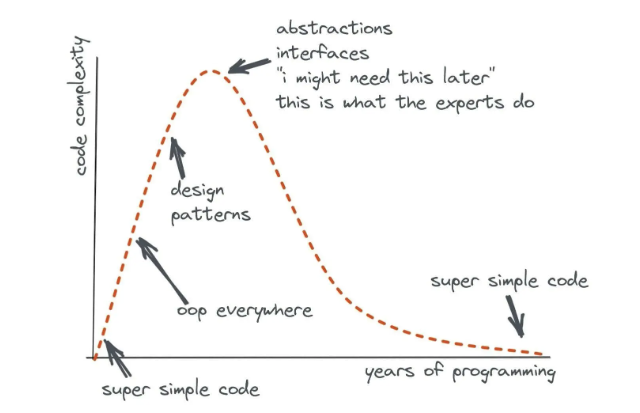 abstractions
interfaces
"i might need this later"
this is what the experts do
code complexity
design
patterns
super simple code
oop everywhere
years of programming
super simple code